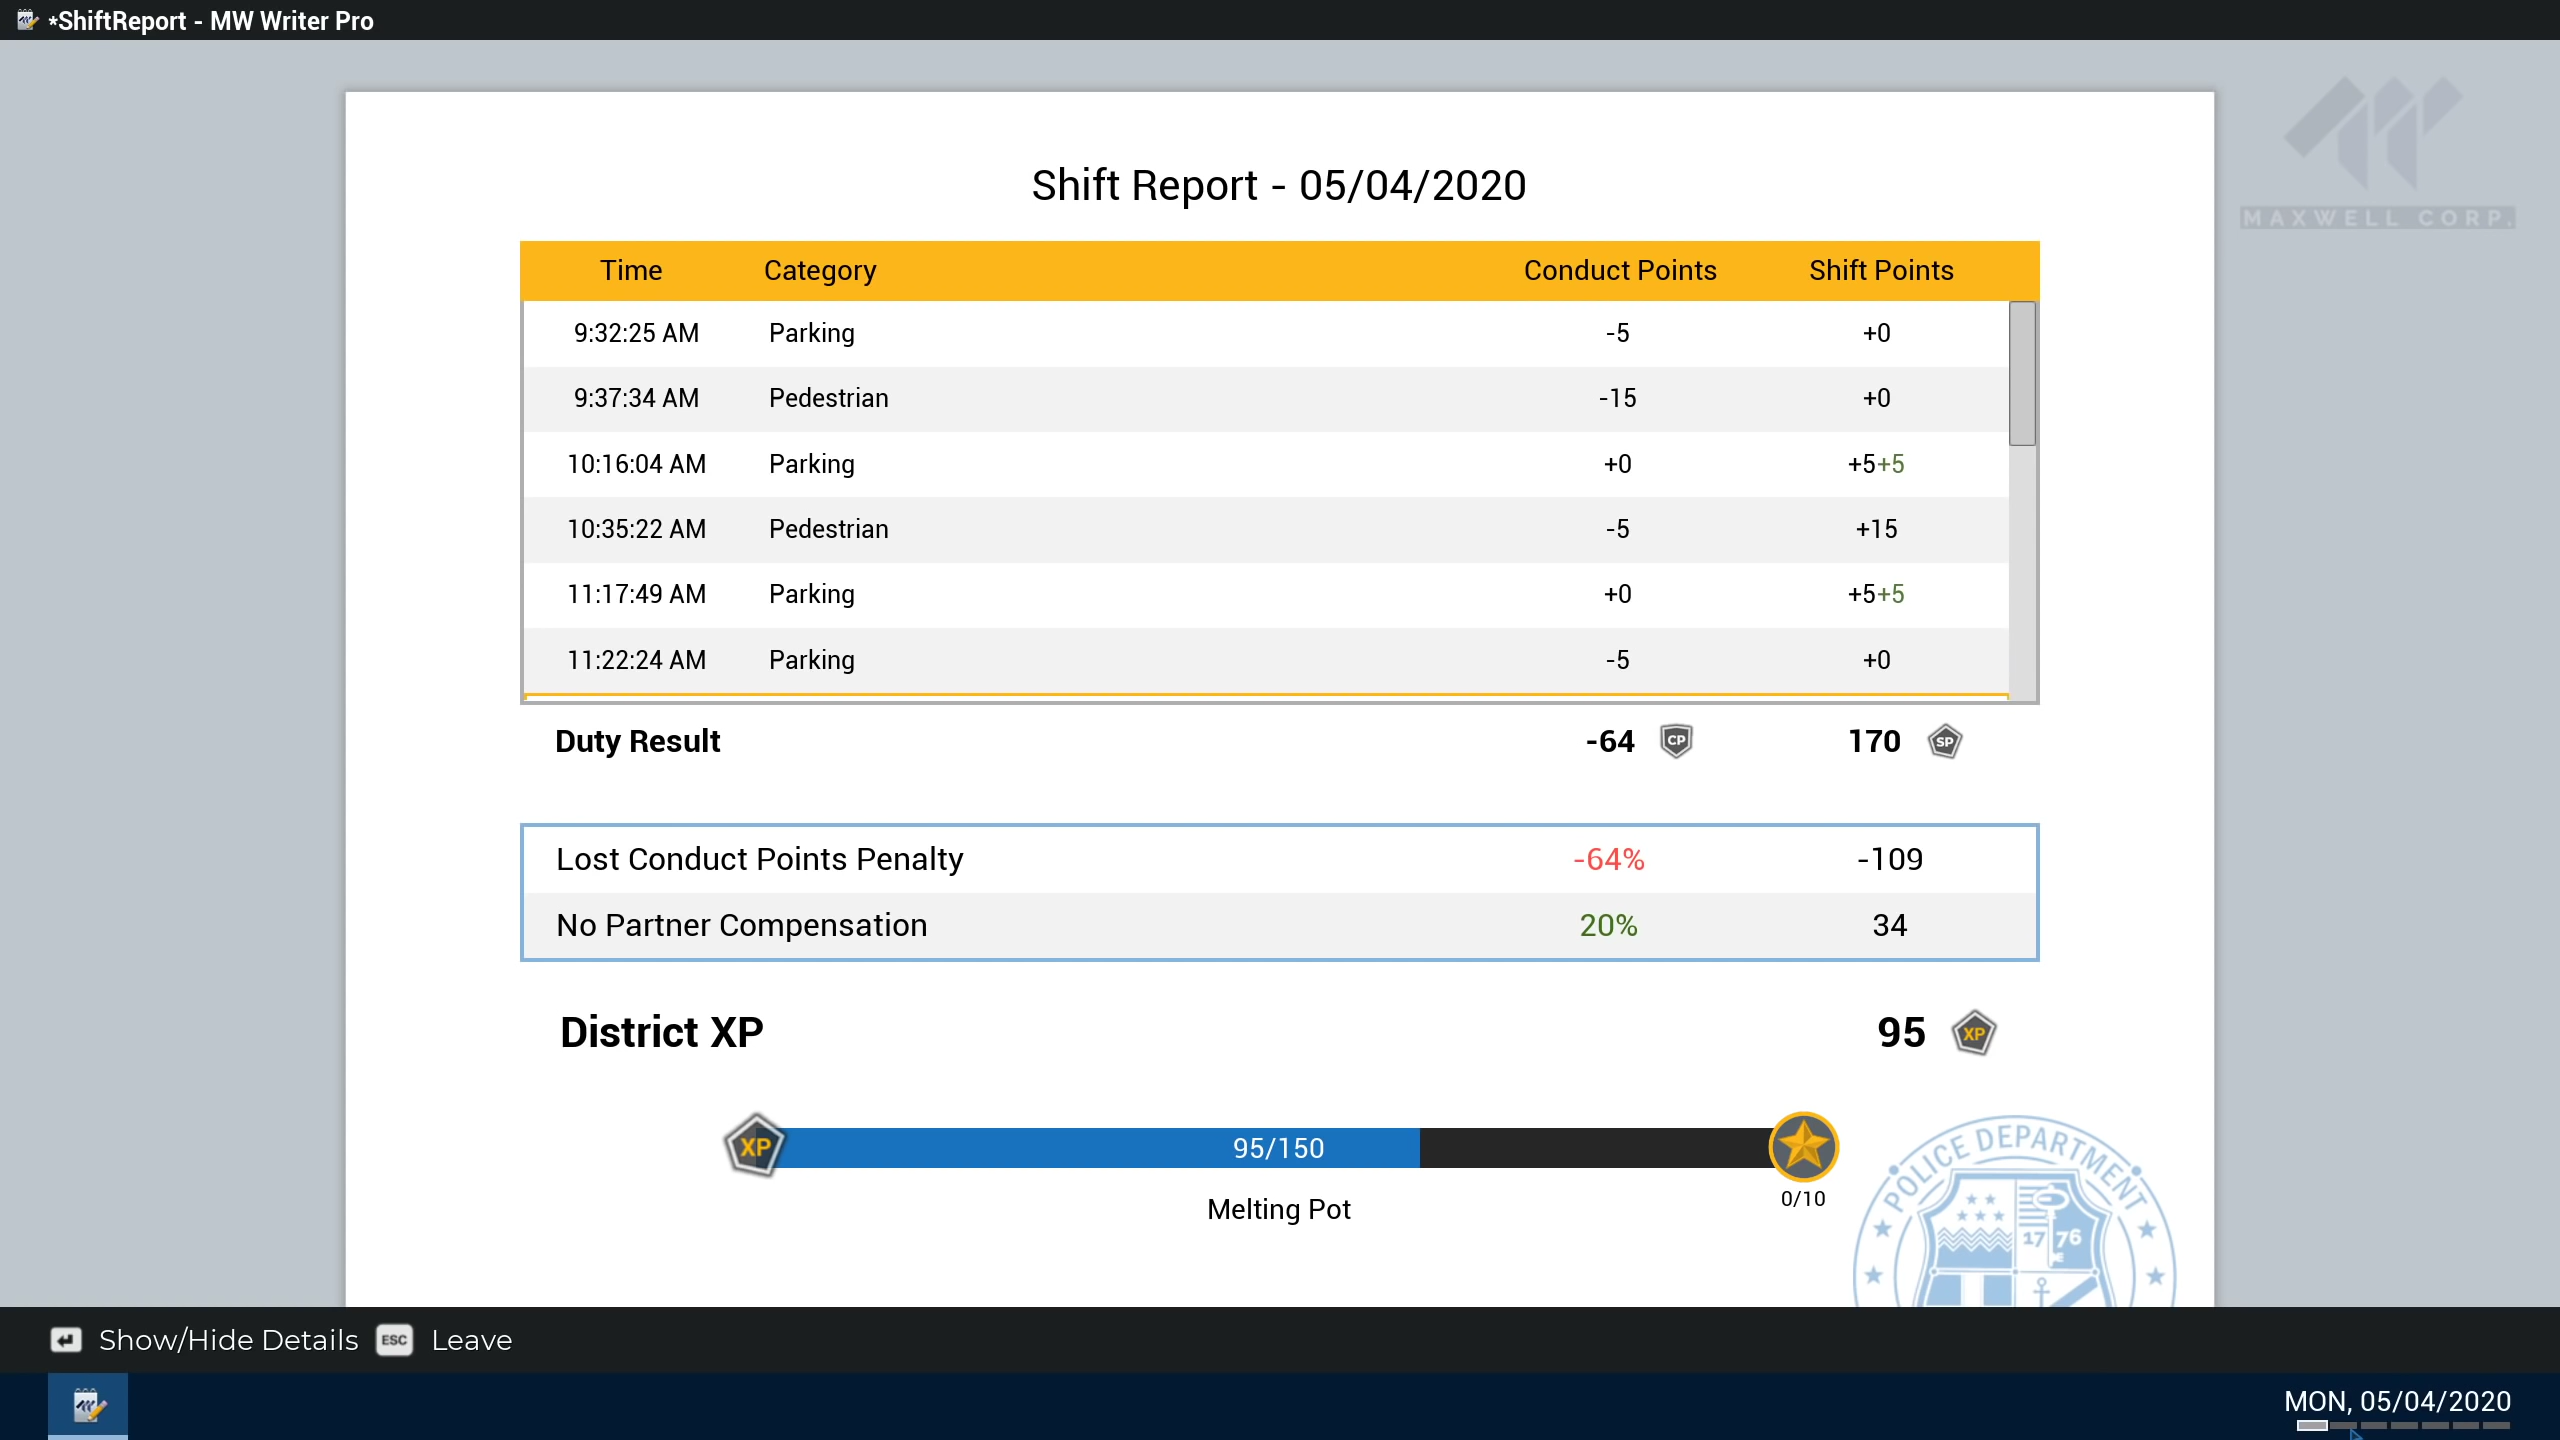 *ShiftReport - MW Writer Pro
MAXWELL CORP.
Shift Report - 05/04/2020
Time Category Conduct Points Shift Points
9:32:25 AM Parking -5 +0
9:37:34 AM Pedestrian -15 +0
10:16:04 AM Parking +0 +5+5
10:35:22 AM Pedestrian -5 +15
11:17:49 AM Parking +0 +5+5
11:22:24 AM Parking -5 +0
Duty Result -64 CP 170 SP
Lost Conduct Points Penalty -64% -109
No Partner Compensation 20% 34
District XP 95 XP
XP 95/150
0/10
Melting Pot
POLICE DEPARTMENT
1776
Show/Hide Details ESC Leave
MON, 05/04/2020